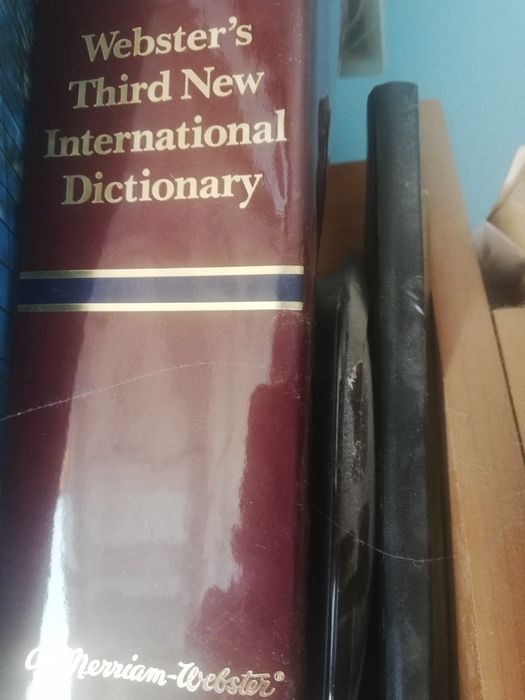 Webster's
Third New
International
Dictionary
a Merriam-Webster®